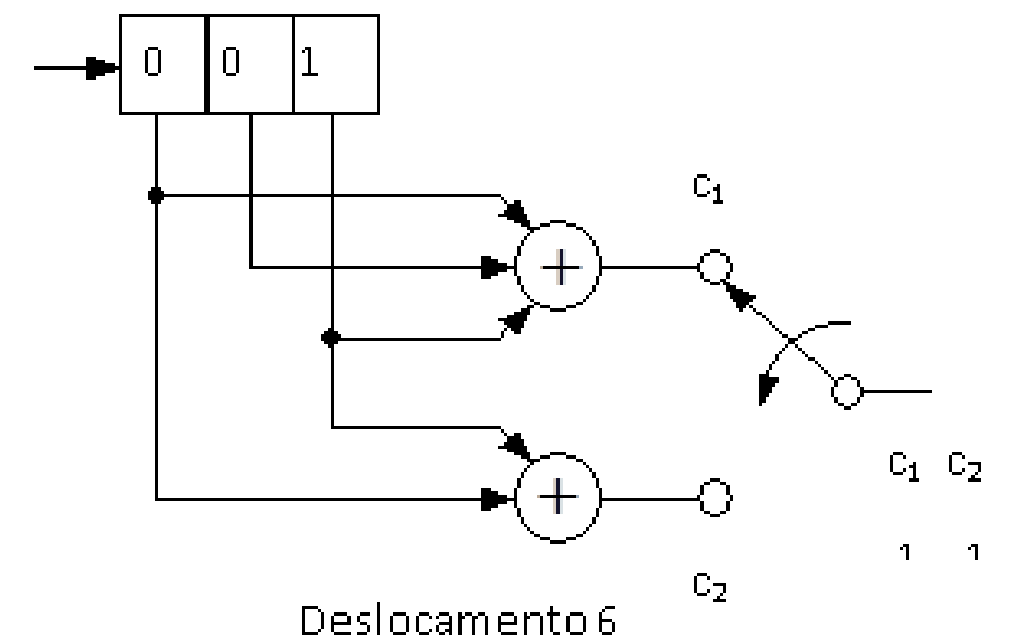 0 0 1
+
C₁
C₁ C₂
+
1 1
C₂
Deslocamento 6